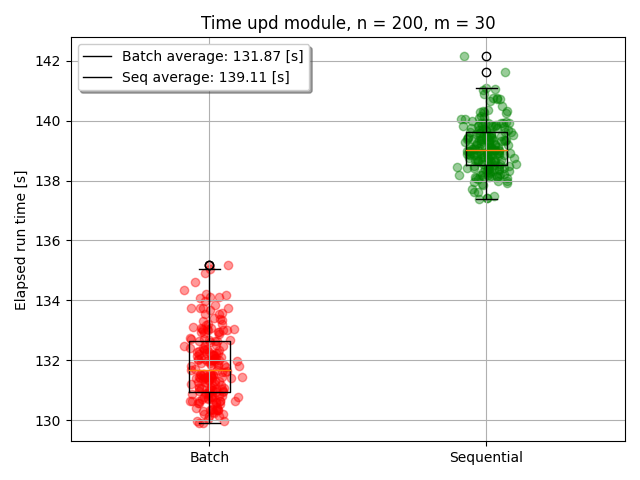 Time upd module, n = 200, m = 30
Batch average: 131.87 [s]
Seq average: 139.11 [s]
Elapsed run time [s]
142
140
138
136
134
132
130
Batch
Sequential